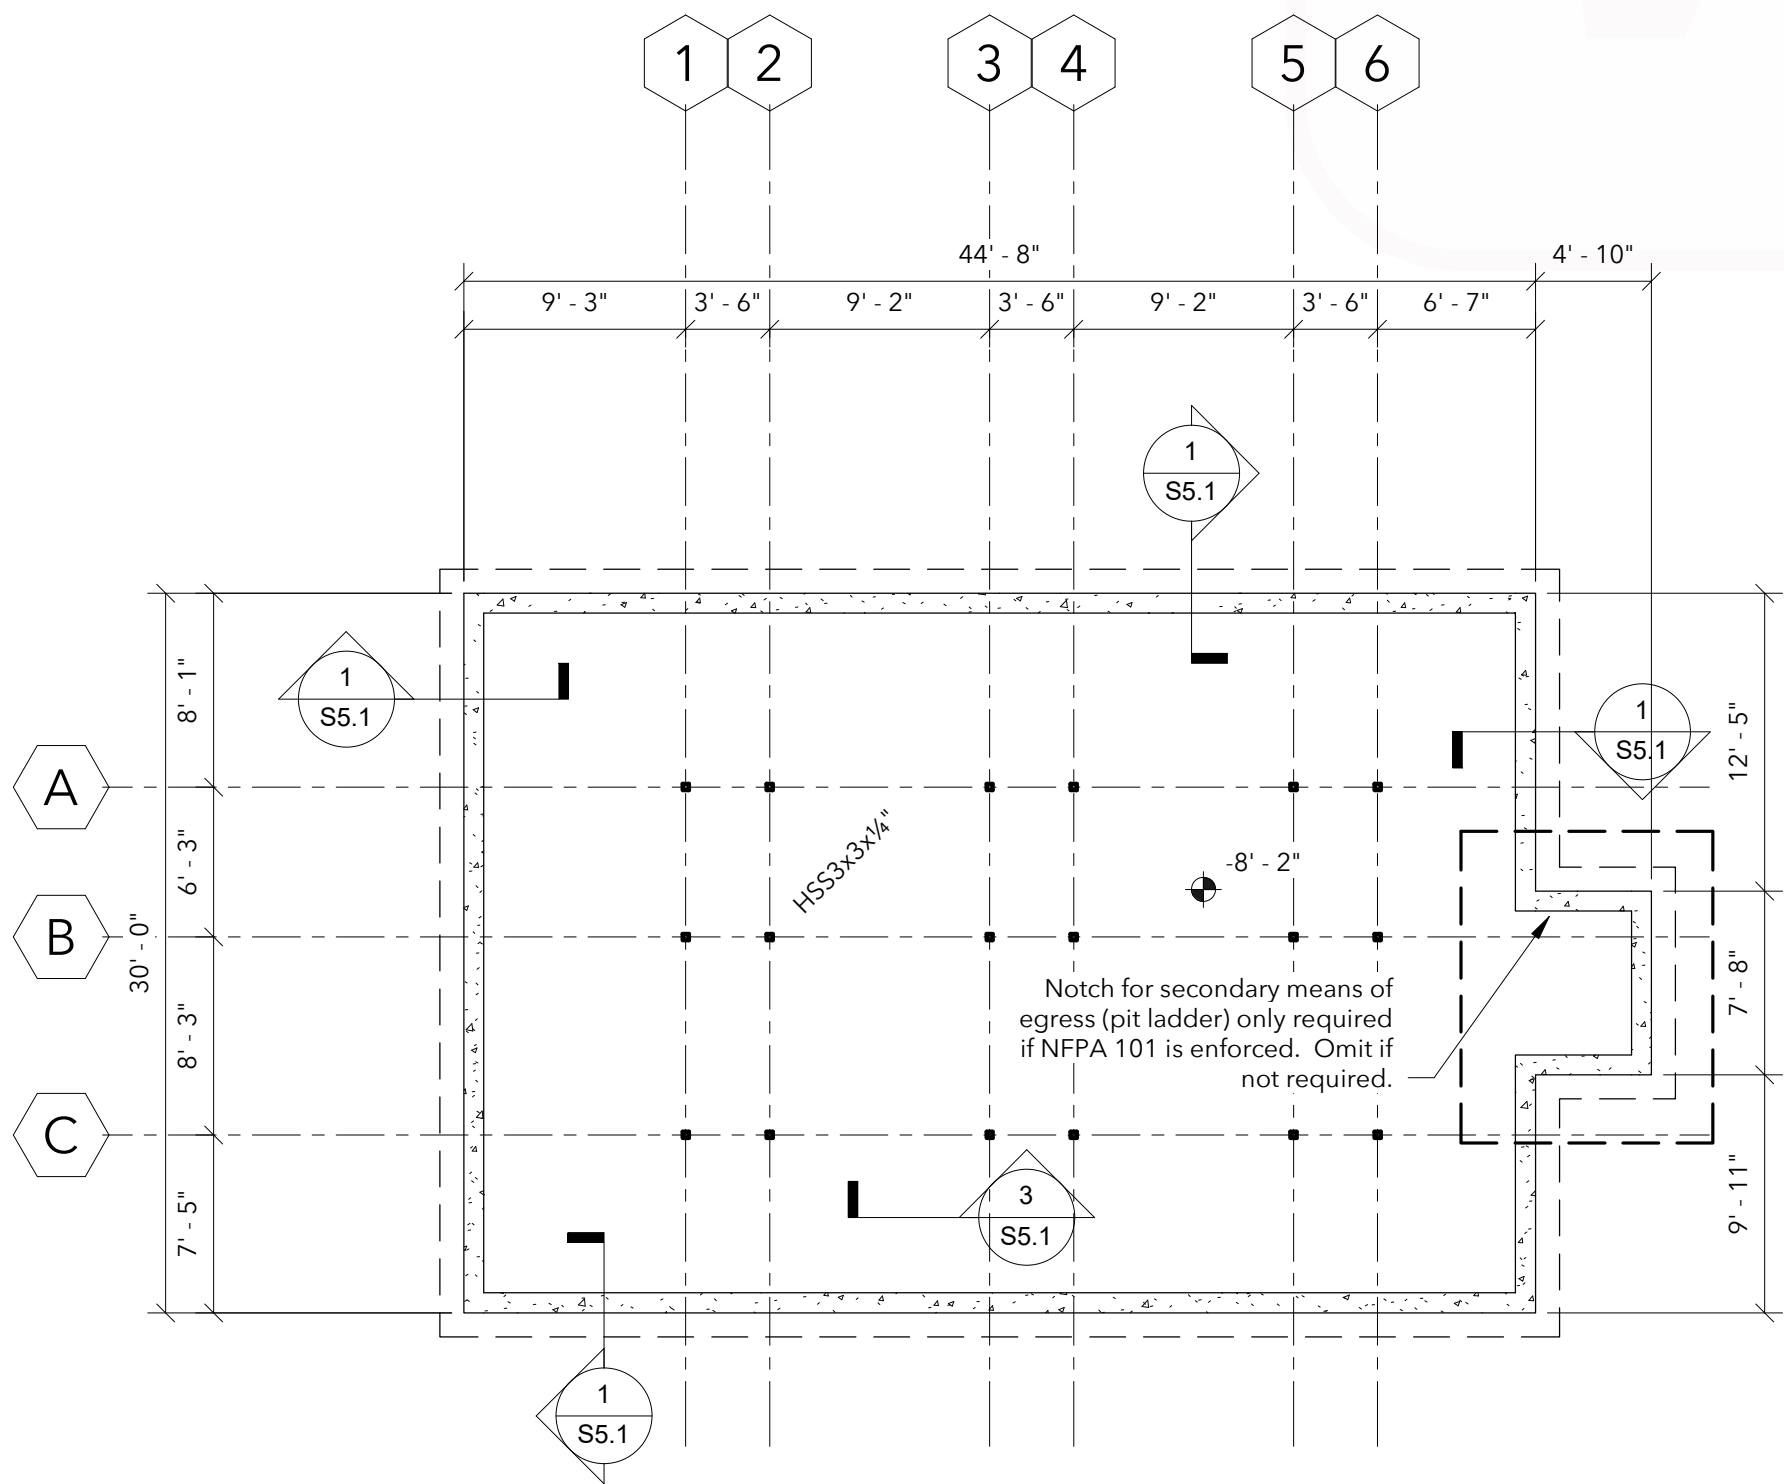 1
2
3
4
5
6
44' - 8"
4' - 10"
9' - 3"
3' - 6"
9' - 2"
3' - 6"
9' - 2"
3' - 6"
6' - 7"
1
S5.1
1
S5.1
1
S5.1
8' - 1"
12' - 5"
A
HSS3x3x¼"
6' - 3"
-8' - 2"
B
30' - 0"
Notch for secondary means of
egress (pit ladder) only required
if NFPA 101 is enforced. Omit if
not required.
7' - 8"
8' - 3"
C
3
S5.1
7' - 5"
9' - 11"
1
S5.1